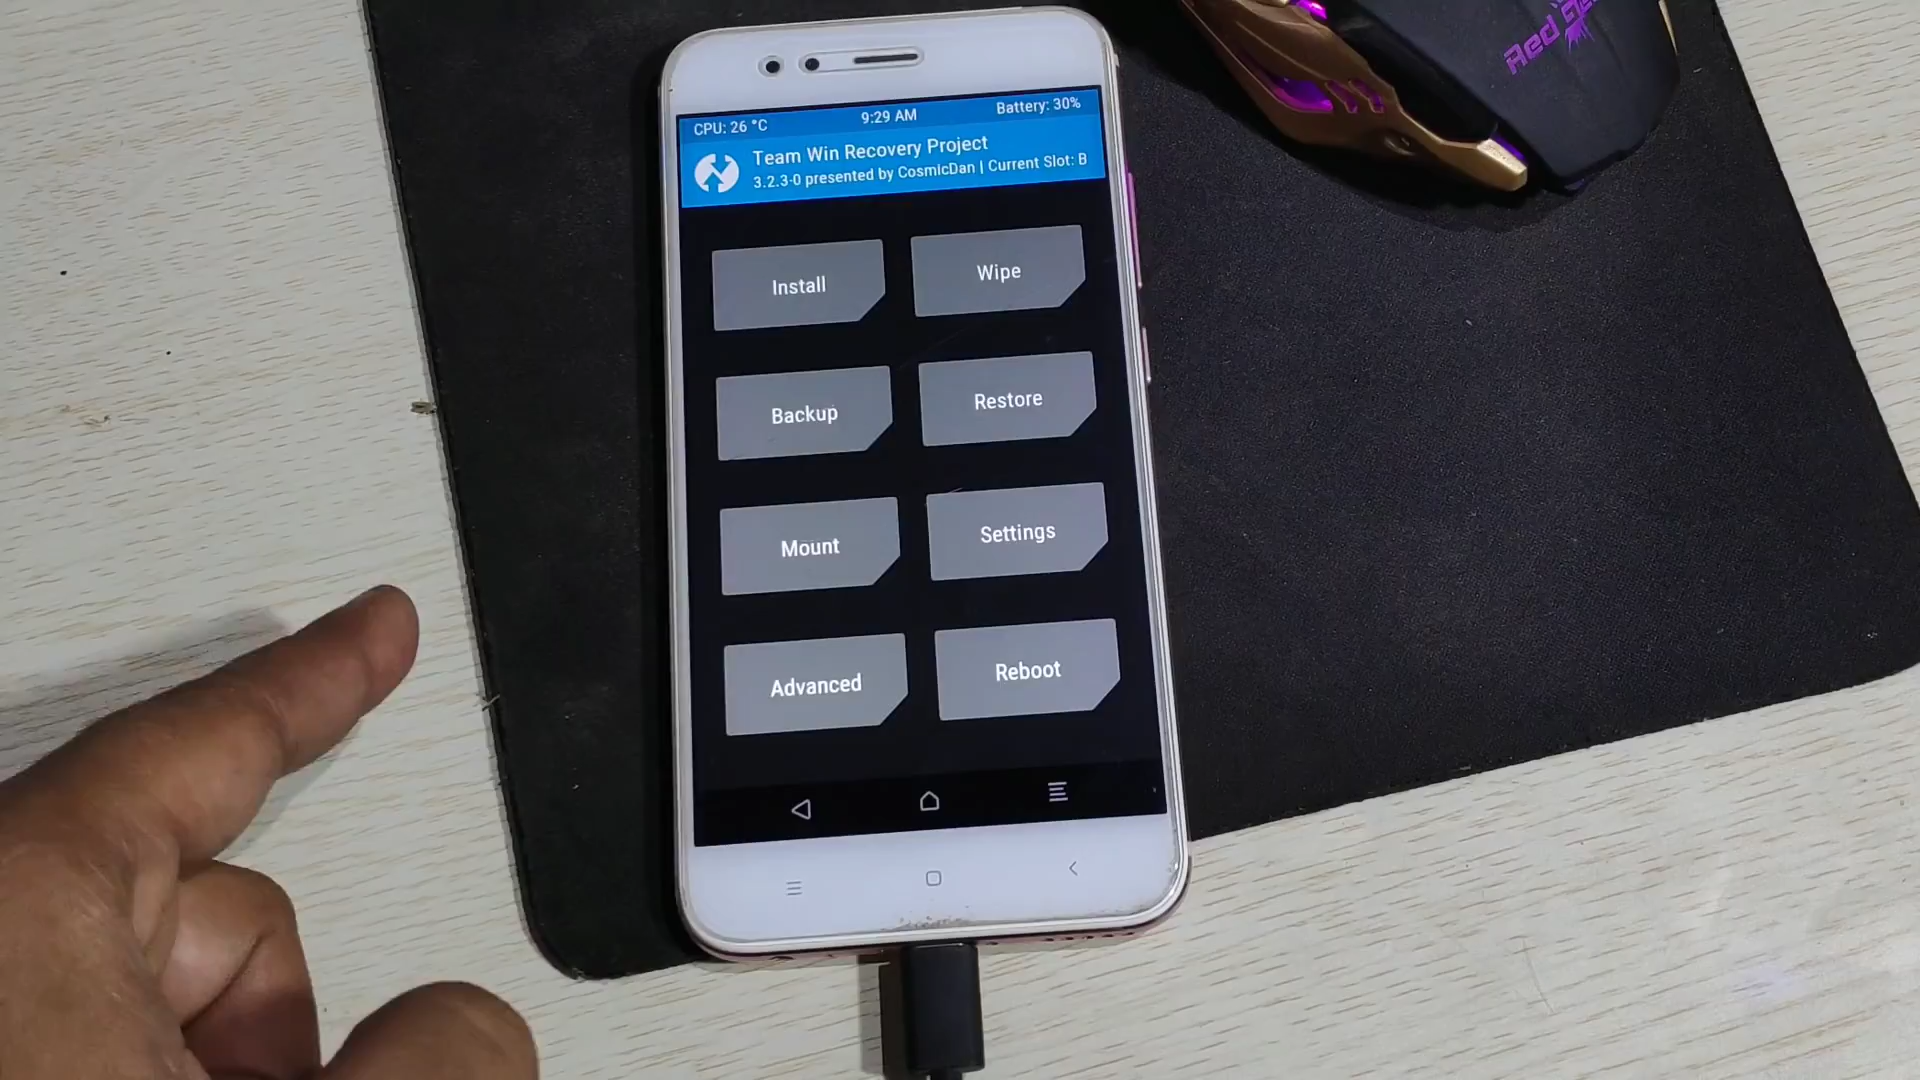 CPU: 26 °C 9:29 AM Battery: 30%
Team Win Recovery Project
3.2.3-0 presented by CosmicDan | Current Slot: B
Install Wipe
Backup Restore
Mount Settings
Advanced Reboot
Red